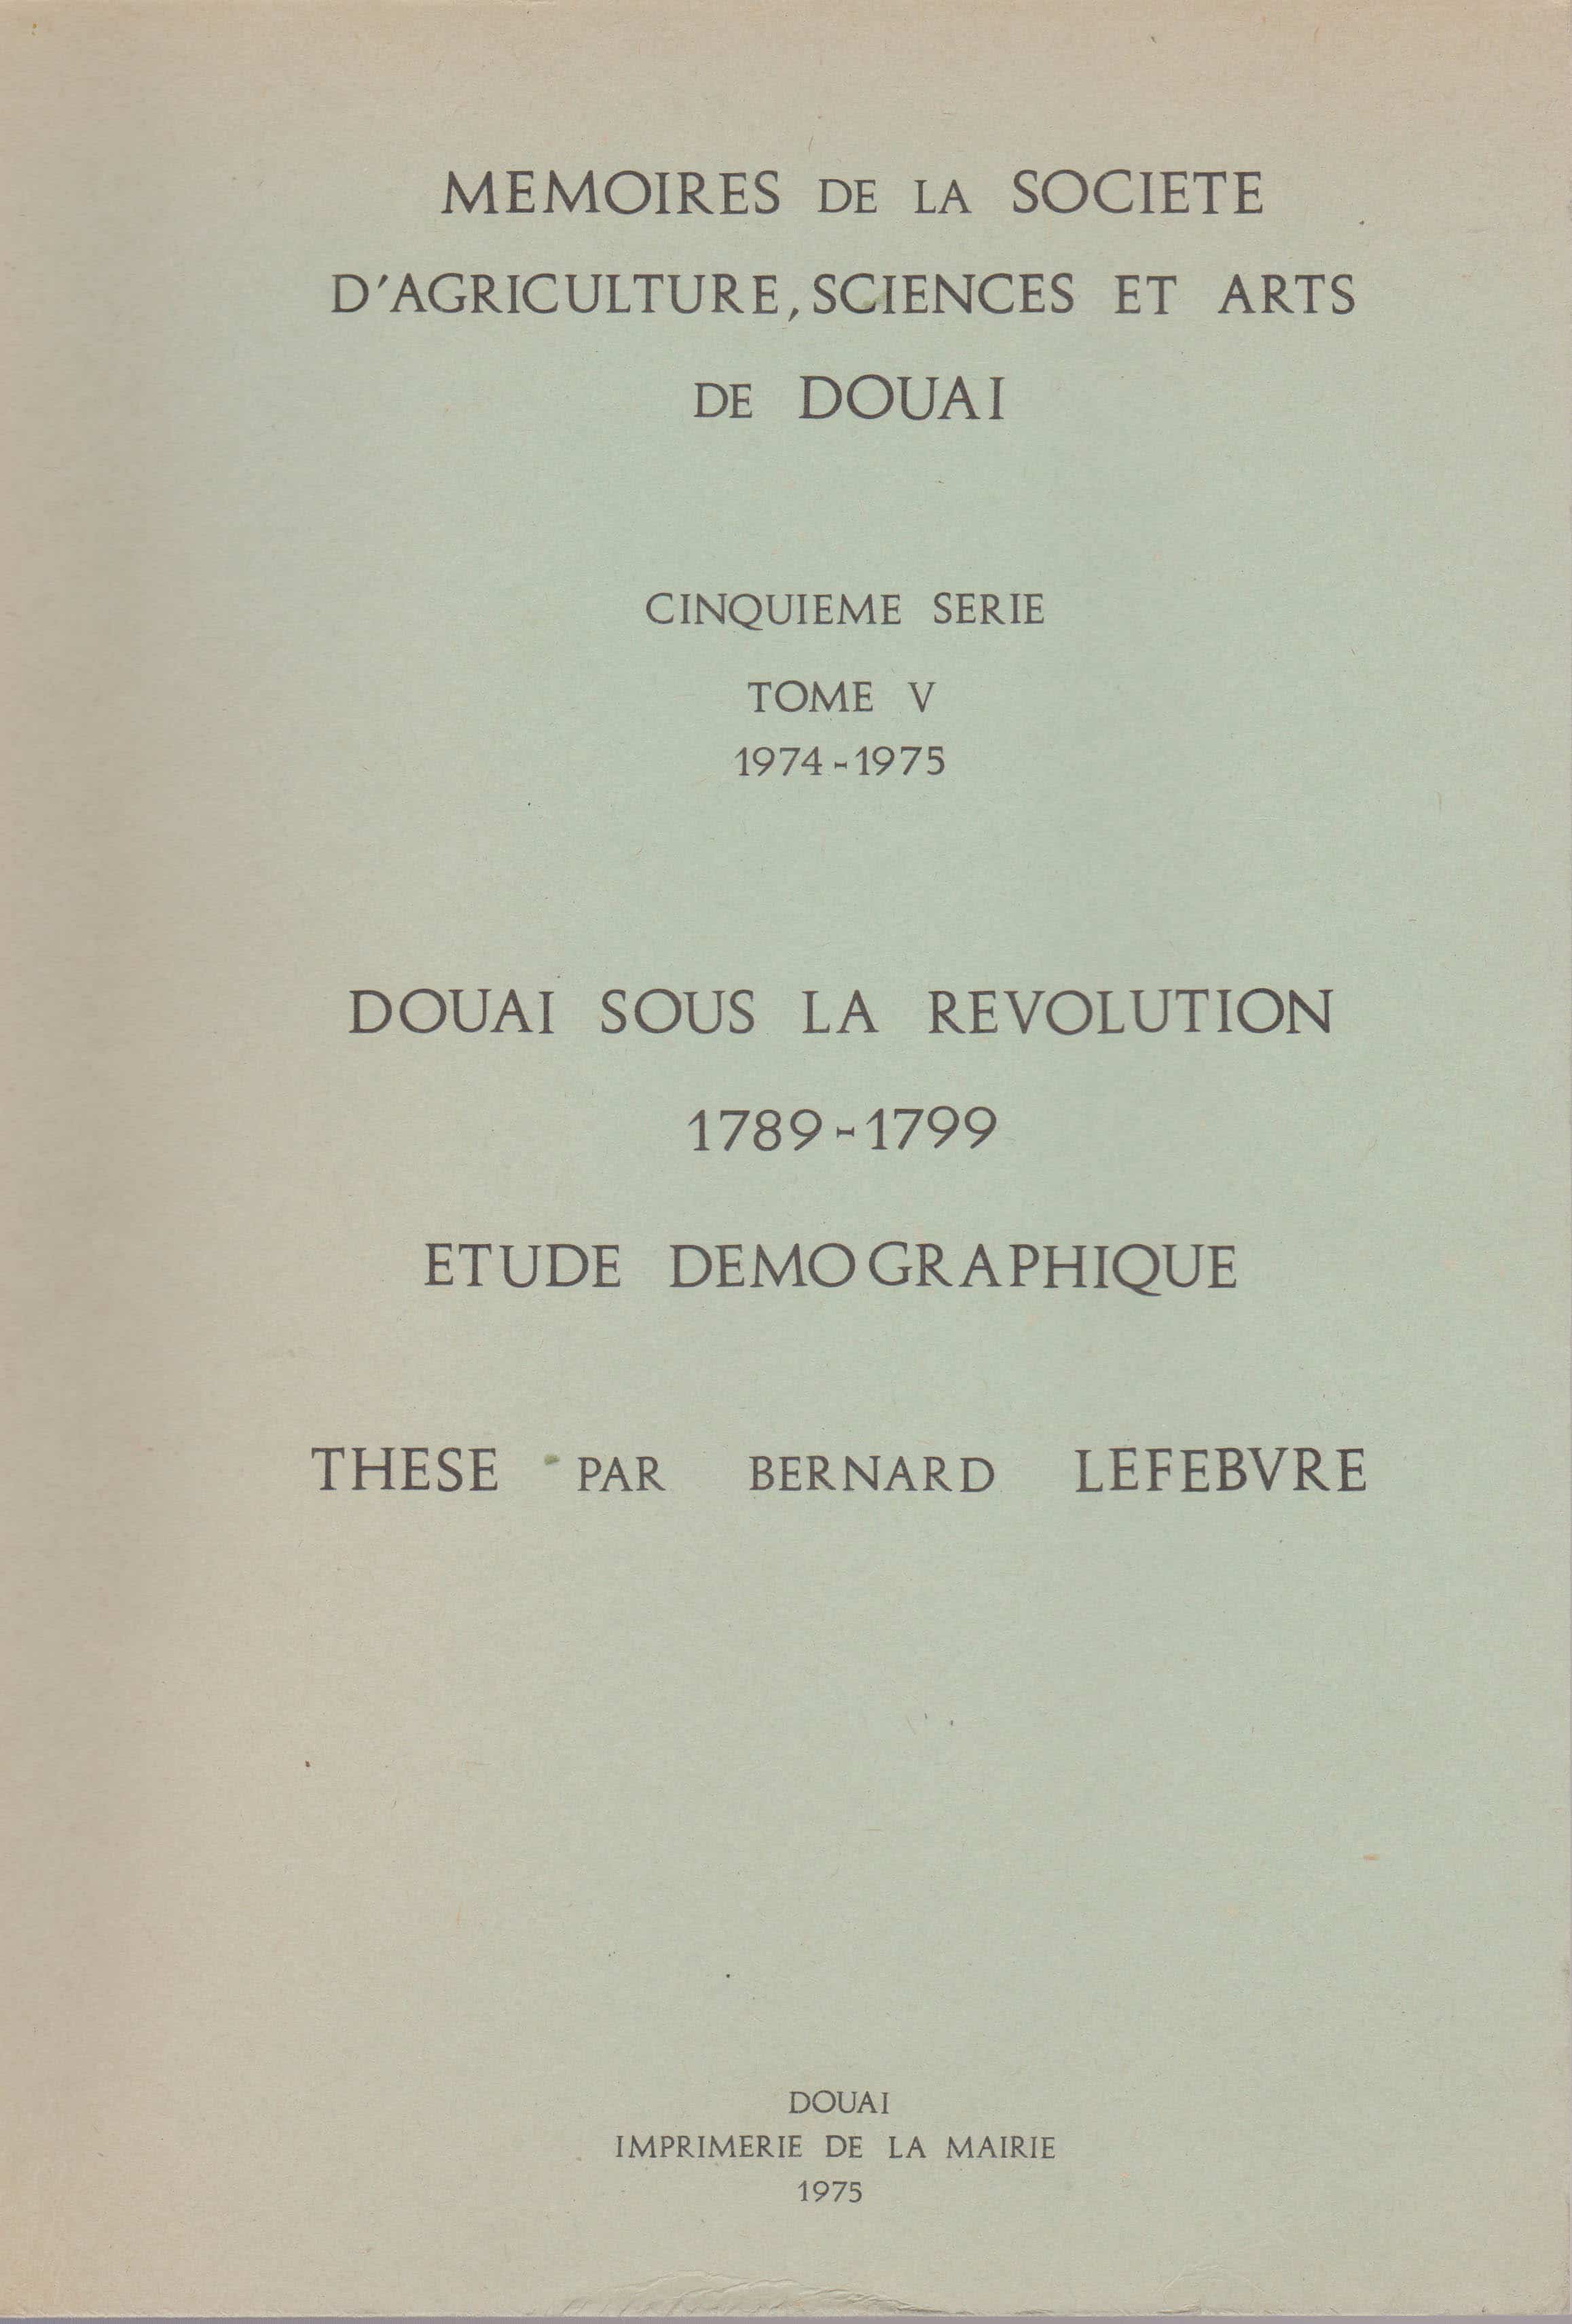 MEMOIRES DE LA SOCIETE
D'AGRICULTURE, SCIENCES ET ARTS
DE DOUAI
CINQUIEME SERIE
TOME V
1974-1975
DOUAI SOUS LA REVOLUTION
1789-1799
ETUDE DEMOGRAPHIQUE
THESE PAR BERNARD LEFEBVRE
DOUAI
IMPRIMERIE DE LA MAIRIE
1975